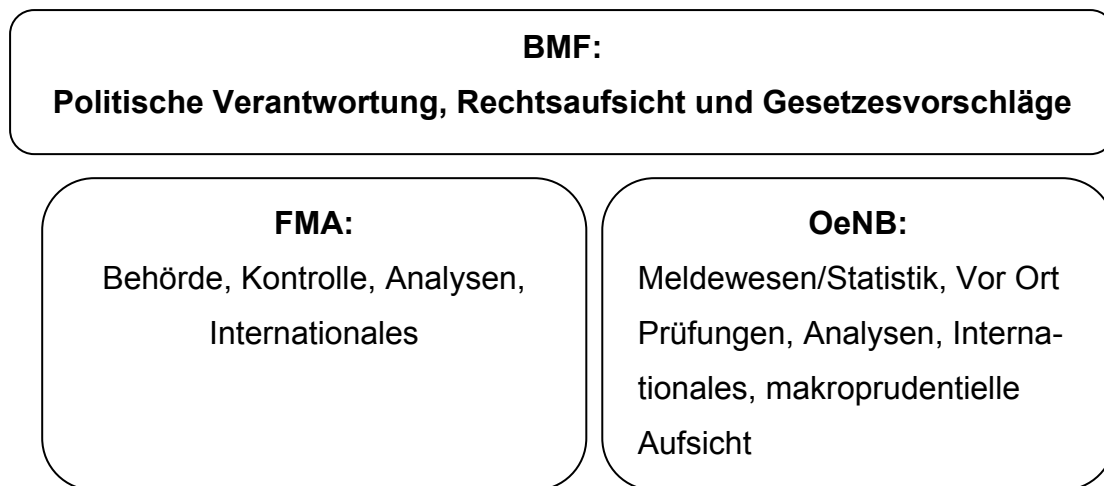 BMF:
Politische Verantwortung, Rechtsaufsicht und Gesetzesvorschläge
FMA:
Behörde, Kontrolle, Analysen,
Internationales
OeNB:
Meldewesen/Statistik, Vor Ort
Prüfungen, Analysen, Interna-
tionales, makroprudentielle
Aufsicht